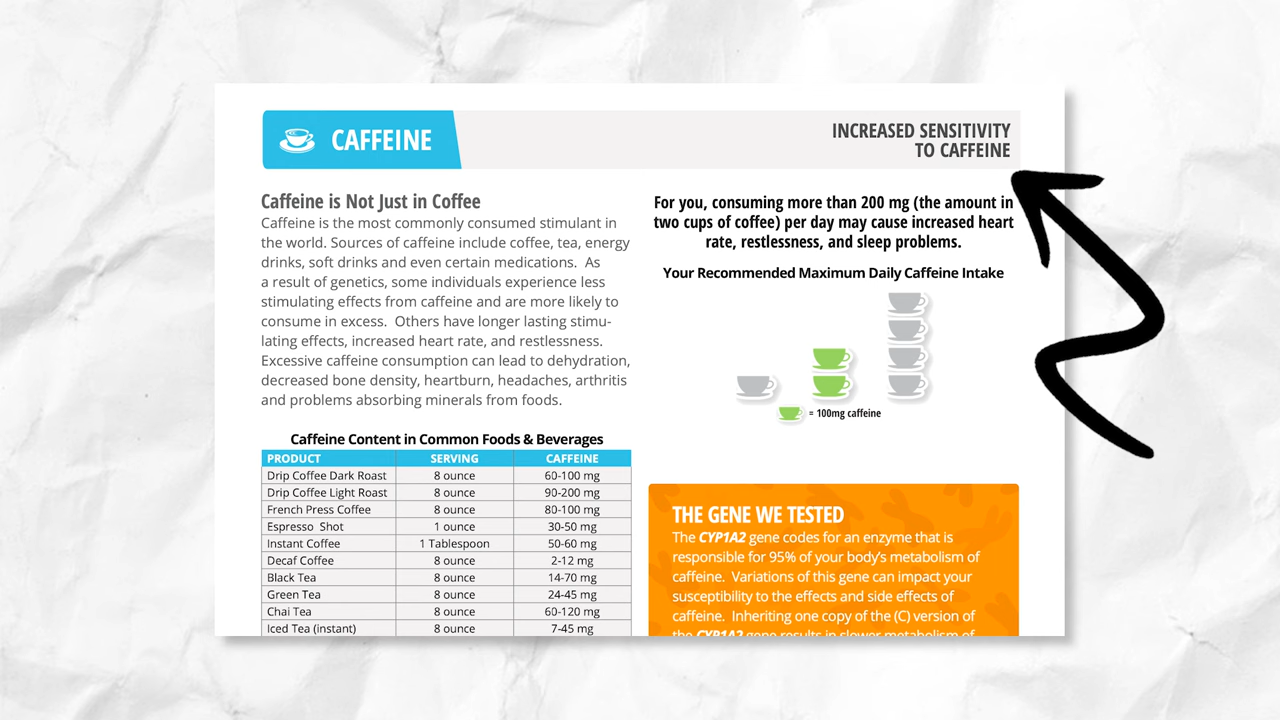 CAFFEINE
INCREASED SENSITIVITY
TO CAFFEINE
Caffeine is Not Just in Coffee
Caffeine is the most commonly consumed stimulant in
the world. Sources of caffeine include coffee, tea, energy
drinks, soft drinks and even certain medications. As
a result of genetics, some individuals experience less
stimulating effects from caffeine and are more likely to
consume in excess. Others have longer lasting stimu-
lating effects, increased heart rate, and restlessness.
Excessive caffeine consumption can lead to dehydration,
decreased bone density, heartburn, headaches, arthritis
and problems absorbing minerals from foods.
Caffeine Content in Common Foods & Beverages
PRODUCT SERVING CAFFEINE
Drip Coffee Dark Roast 8 ounce 60-100 mg
Drip Coffee Light Roast 8 ounce 90-200 mg
French Press Coffee 8 ounce 80-100 mg
Espresso Shot 1 ounce 30-50 mg
Instant Coffee 1 Tablespoon 50-60 mg
Decaf Coffee 8 ounce 2-12 mg
Black Tea 8 ounce 14-70 mg
Green Tea 8 ounce 24-45 mg
Chai Tea 8 ounce 60-120 mg
Iced Tea (instant) 8 ounce 7-45 mg
For you, consuming more than 200 mg (the amount in
two cups of coffee) per day may cause increased heart
rate, restlessness, and sleep problems.
Your Recommended Maximum Daily Caffeine Intake
= 100mg caffeine
THE GENE WE TESTED
The CYP1A2 gene codes for an enzyme that is
responsible for 95% of your body's metabolism of
caffeine. Variations of this gene can impact your
susceptibility to the effects and side effects of
caffeine. Inheriting one copy of the (C) version of
the CYP1A2 gene results in slower metabolism of